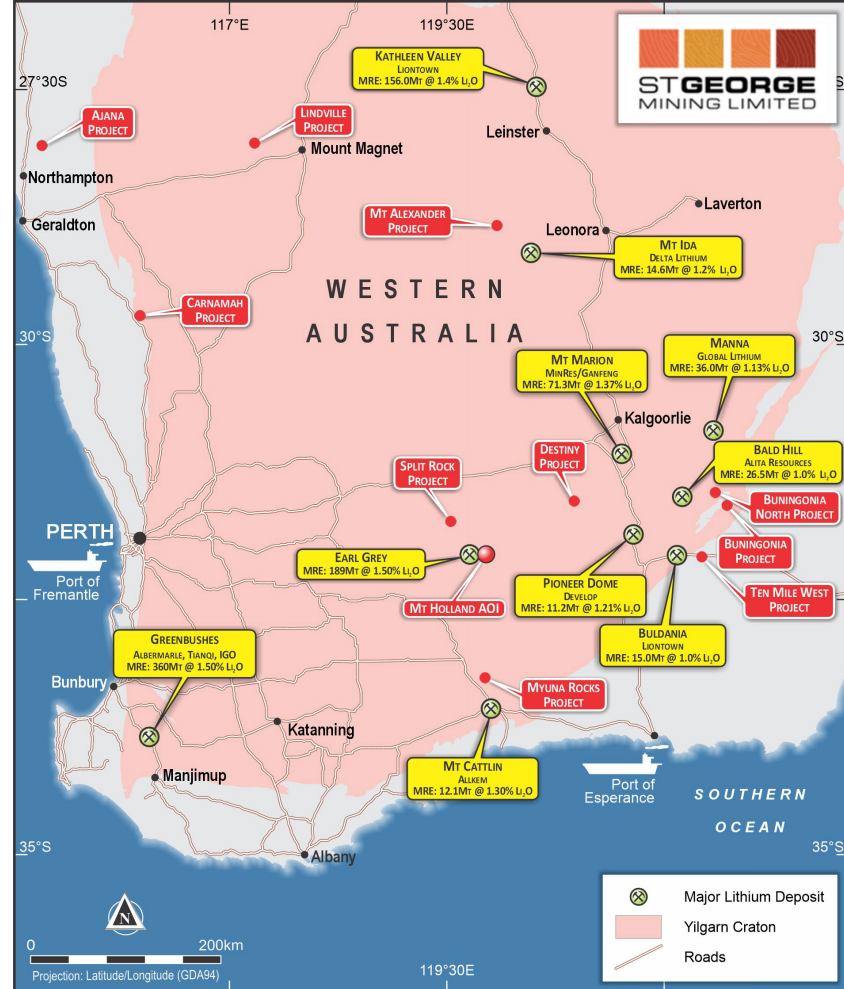 117°E
119°30E
ST GEORGE
MINING LIMITED
27°30S
S
KATHLEEN VALLEY
LIONTOWN
MRE: 156.0MT @ 1.4% Li₂O
AJANA
PROJECT
LINDVILLE
PROJECT
Leinster
Mount Magnet
Northampton
Laverton
MT ALEXANDER
PROJECT
Geraldton
Leonora
MT IDA
DELTA LITHIUM
MRE: 14.6MT @ 1.2% Li₂O
WESTERN
AUSTRALIA
CARNAMAH
PROJECT
30°S
30°S
MANNA
GLOBAL LITHIUM
MRE: 36.0MT @ 1.13% Li₂O
MT MARION
MINRES/GANFENG
MRE: 71.3MT @ 1.37% Li₂O
Kalgoorlie
BALD HILL
ALITA RESOURCES
MRE: 26.5MT @ 1.0% Li₂O
DESTINY
PROJECT
SPLIT ROCK
PROJECT
BUNINGONIA
NORTH PROJECT
PERTH
BUNINGONIA
PROJECT
EARL GREY
MRE: 189MT @ 1.50% Li₂O
Port of
Fremantle
PIONEER DOME
DEVELOP
MRE: 11.2MT @ 1.21% Li₂O
TEN MILE WEST
PROJECT
MT HOLLAND AOI
BULDANIA
LIONTOWN
MRE: 15.0MT @ 1.0% Li₂O
GREENBUSHES
ALBERMARLE, TIANQI, IGO
MRE: 360MT @ 1.50% Li₂O
Bunbury
MYUNA ROCKS
PROJECT
Katanning
MT CATTLIN
ALLKEM
MRE: 12.1MT @ 1.30% Li₂O
Manjimup
Port of
Esperance
SOUTHERN
OCEAN
35°S
35°S
Albany
Major Lithium Deposit
Yilgarn Craton
Roads
N
0 200km
Projection: Latitude/Longitude (GDA94)
119°30E